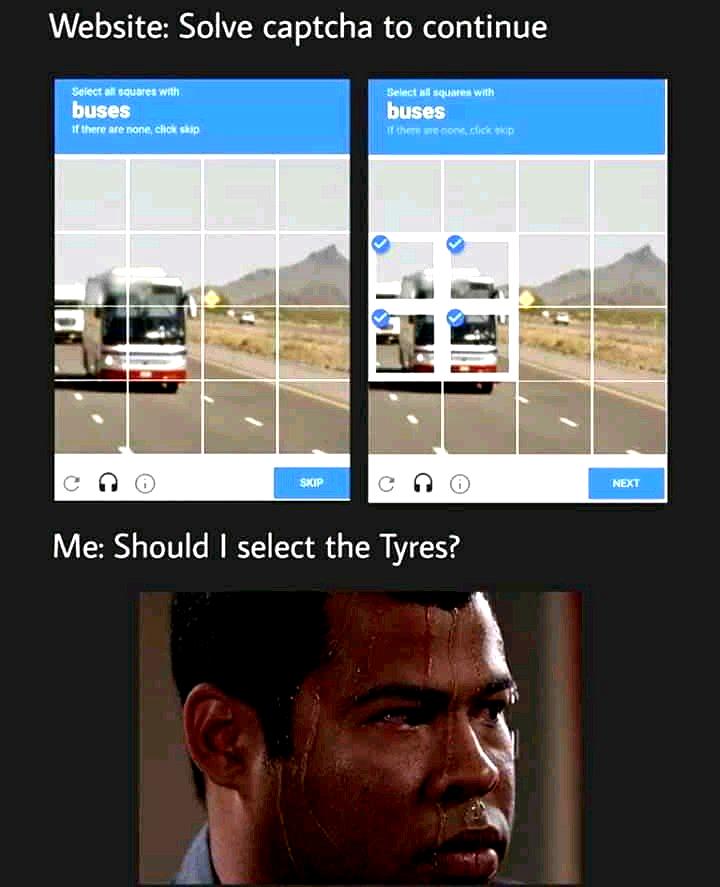 Website: Solve captcha to continue
Select all squares with
buses
If there are none, click skip
SKIP
Select all squares with
buses
If there are none, click skip
NEXT
Me: Should I select the Tyres?